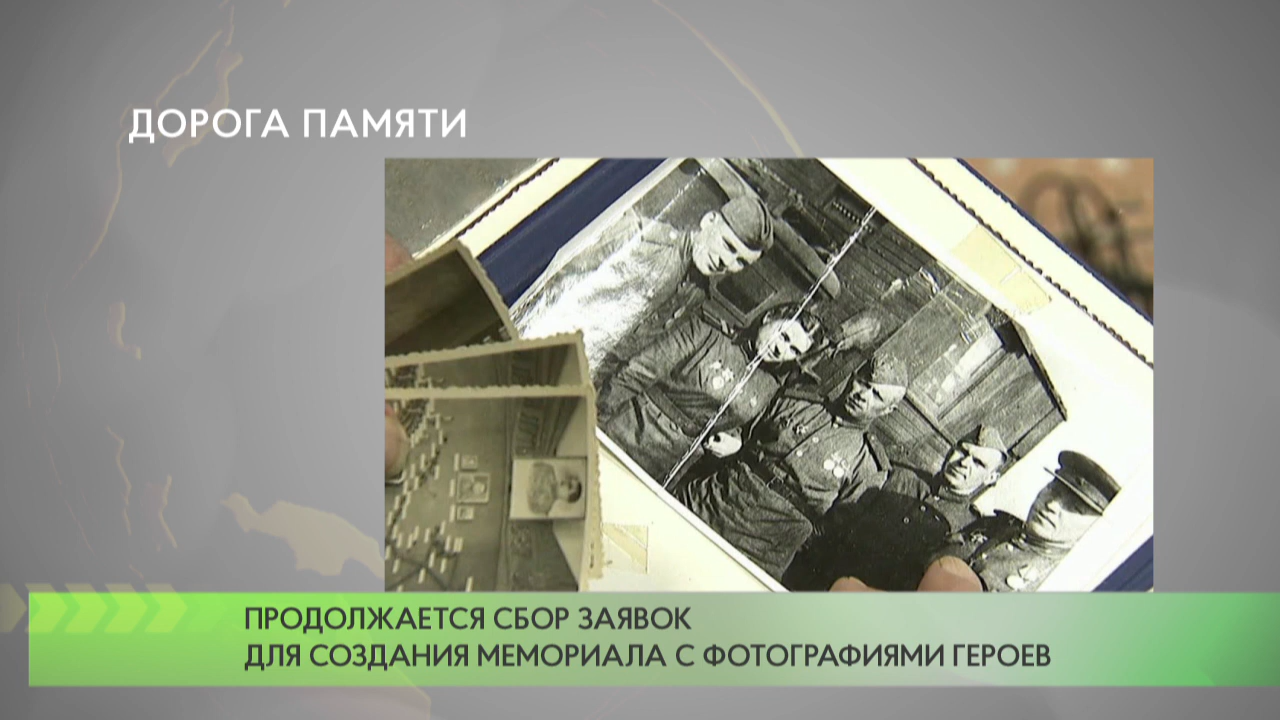 ДОРОГА ПАМЯТИ
ПРОДОЛЖАЕТСЯ СБОР ЗАЯВОК
ДЛЯ СОЗДАНИЯ МЕМОРИАЛА С ФОТОГРАФИЯМИ ГЕРОЕВ